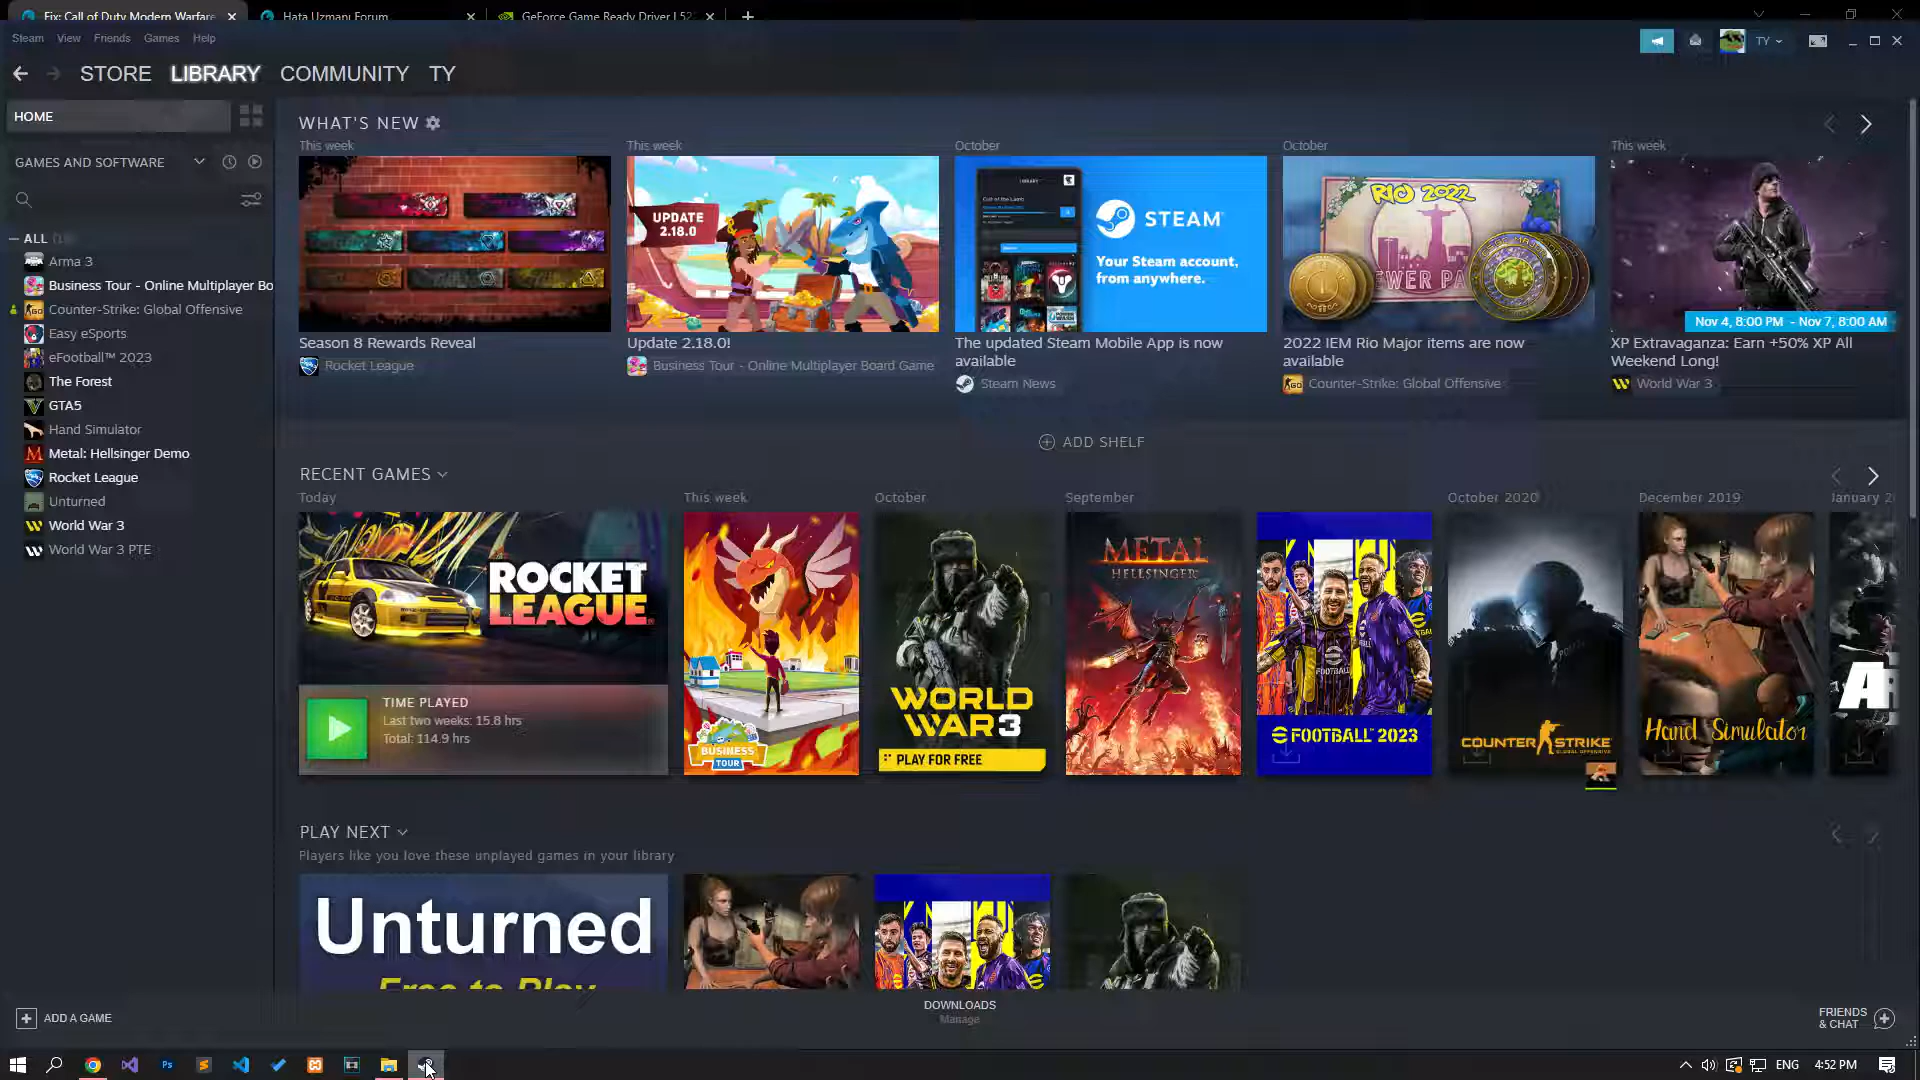 Fix: Call of Duty Modern Warfare
Hata Uzmanı Forum
GeForce Game Ready Driver | 52
Steam View Friends Games Help
TY
STORE LIBRARY COMMUNITY TY
HOME
GAMES AND SOFTWARE
ALL
Arma 3
Business Tour - Online Multiplayer Bo
Counter-Strike: Global Offensive
Easy eSports
eFootball™ 2023
The Forest
GTA5
Hand Simulator
Metal: Hellsinger Demo
Rocket League
Unturned
World War 3
World War 3 PTE
WHAT'S NEW
This week
Season 8 Rewards Reveal
Rocket League
This week
UPDATE
2.18.0
Update 2.18.0!
Business Tour - Online Multiplayer Board Game
October
LIBRARY
STEAM
Your Steam account,
from anywhere.
The updated Steam Mobile App is now
available
Steam News
October
RIO 2022
2022 IEM Rio Major items are now
available
Counter-Strike: Global Offensive
This week
Nov 4, 8:00 PM - Nov 7, 8:00 AM
XP Extravaganza: Earn +50% XP All
Weekend Long!
World War 3
ADD SHELF
RECENT GAMES
Today
ROCKET
LEAGUE
TIME PLAYED
Last two weeks: 15.8 hrs
Total: 114.9 hrs
This week
BUSINESS
TOUR
October
WORLD
WAR3
PLAY FOR FREE
September
METAL
HELLSINGER
FOOTBALL 2023
October 2020
COUNTER STRIKE
GLOBAL OFFENSIVE
December 2019
Hand Simulator
January 2
PLAY NEXT
Players like you love these unplayed games in your library
Unturned
Free to Play
ADD A GAME
DOWNLOADS
Manage
FRIENDS
& CHAT
Ps
ENG
4:52 PM